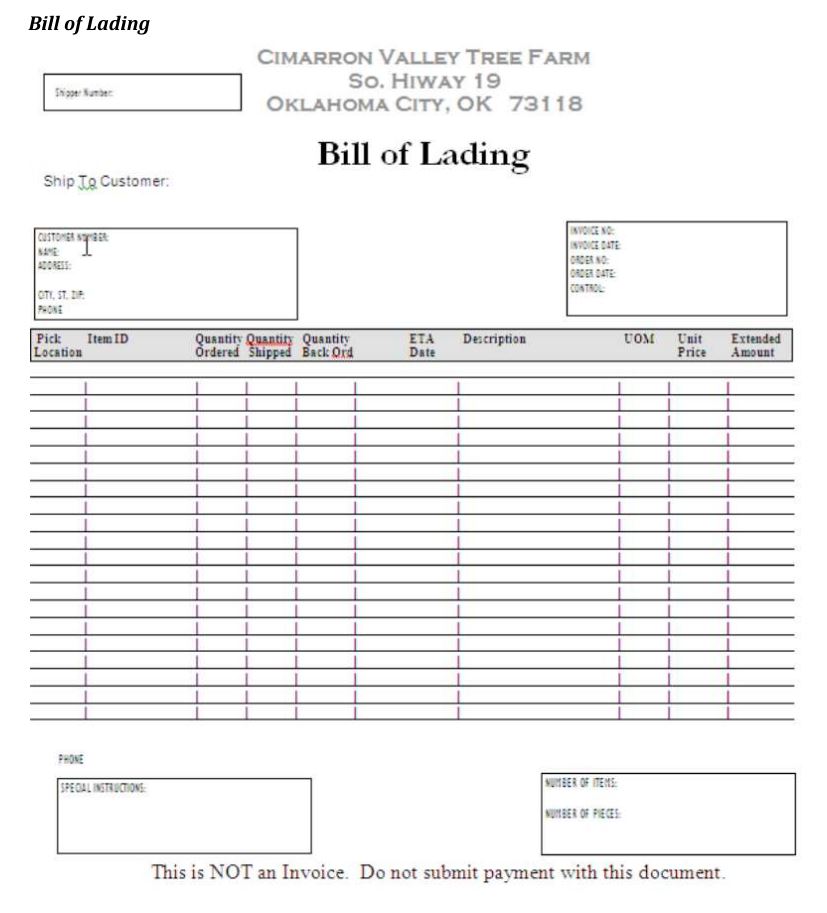 Bill of Lading
CIMARRON VALLEY TREE FARM
SO. HIWAY 19
OKLAHOMA CITY, OK 73118
Shipper Number:
Bill of Lading
Ship To Customer:
CUSTOMER NUMBER:
NAME:
ADDRESS:
CITY, ST, ZIP:
PHONE
INVOICE NO:
INVOICE DATE:
ORDER NO:
ORDER DATE:
CONTROL:
Pick Item ID Quantity Quantity Quantity ETA Description UOM Unit Extended
Location Ordered Shipped Back Ord Date Price Amount
PHONE
SPECIAL INSTRUCTIONS:
NUMBER OF ITEMS:
NUMBER OF PIECES:
This is NOT an Invoice. Do not submit payment with this document.